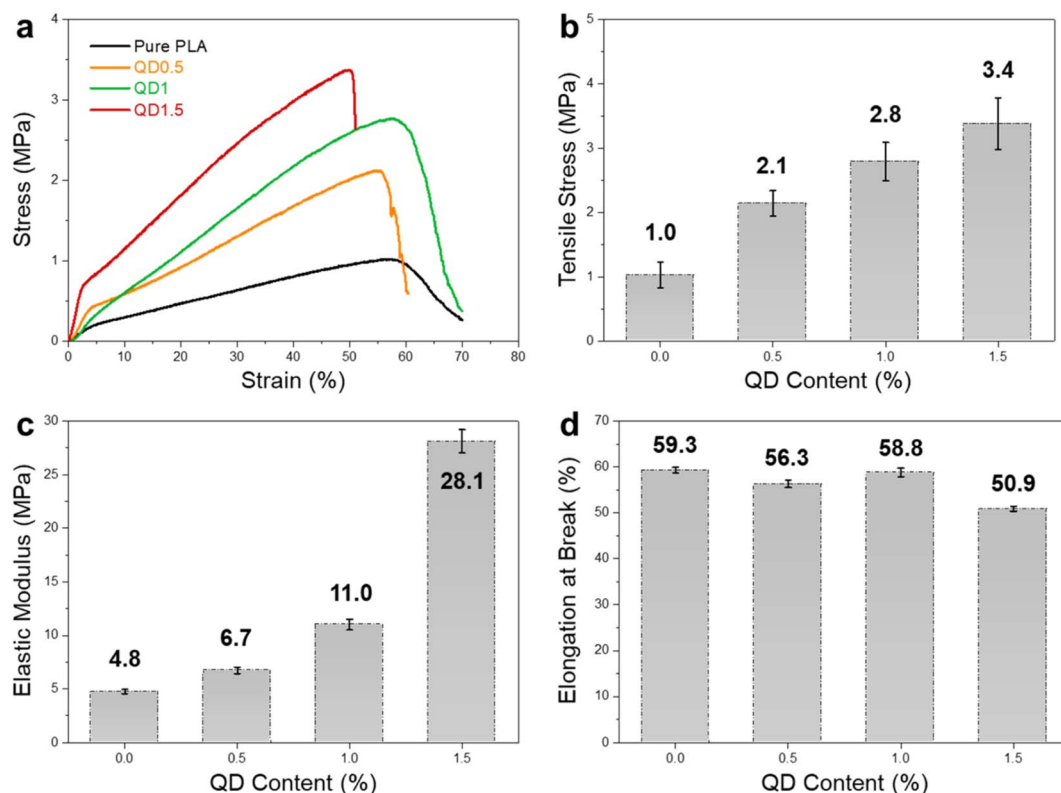 a
Pure PLA
QD0.5
QD1
QD1.5
4
3
2
1
0
0 10 20 30 40 50 60 70 80
Stress (MPa)
Strain (%)
b
5
4
3
2
1
0
1.0
2.1
2.8
3.4
0.0 0.5 1.0 1.5
Tensile Stress (MPa)
QD Content (%)
c
30
25
20
15
10
5
0
4.8
6.7
11.0
28.1
0.0 0.5 1.0 1.5
Elastic Modulus (MPa)
QD Content (%)
d
70
60
50
40
30
20
10
0
59.3
56.3
58.8
50.9
0.0 0.5 1.0 1.5
Elongation at Break (%)
QD Content (%)